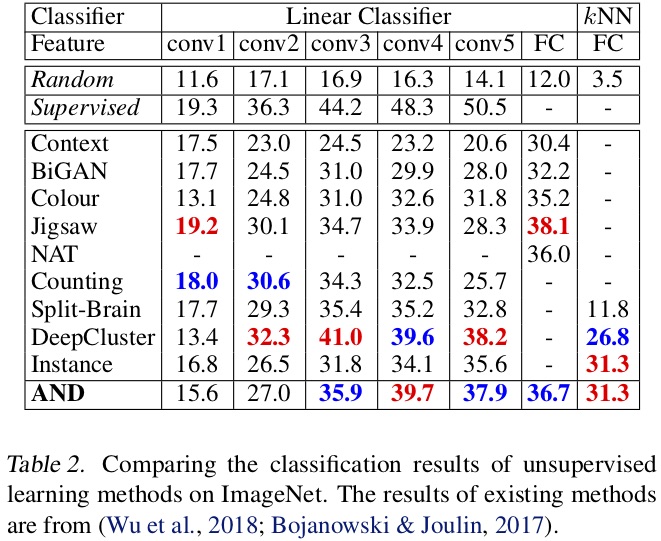 Classifier Linear Classifier kNN
Feature conv1 conv2 conv3 conv4 conv5 FC FC
Random 11.6 17.1 16.9 16.3 14.1 12.0 3.5
Supervised 19.3 36.3 44.2 48.3 50.5 - -
Context 17.5 23.0 24.5 23.2 20.6 30.4 -
BiGAN 17.7 24.5 31.0 29.9 28.0 32.2 -
Colour 13.1 24.8 31.0 32.6 31.8 35.2 -
Jigsaw 19.2 30.1 34.7 33.9 28.3 38.1 -
NAT - - - - - 36.0 -
Counting 18.0 30.6 34.3 32.5 25.7 - -
Split-Brain 17.7 29.3 35.4 35.2 32.8 - 11.8
DeepCluster 13.4 32.3 41.0 39.6 38.2 - 26.8
Instance 16.8 26.5 31.8 34.1 35.6 - 31.3
AND 15.6 27.0 35.9 39.7 37.9 36.7 31.3
Table 2. Comparing the classification results of unsupervised
learning methods on ImageNet. The results of existing methods
are from (Wu et al., 2018; Bojanowski & Joulin, 2017).